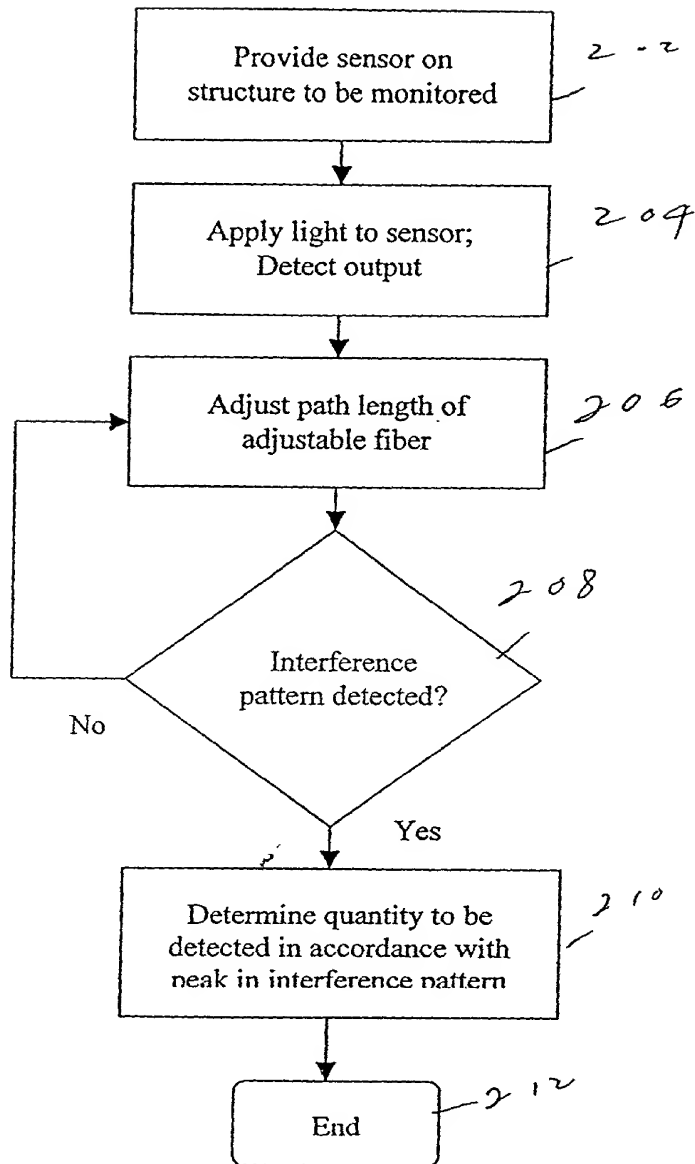 Provide sensor on
structure to be monitored
202
Apply light to sensor;
Detect output
204
Adjust path length of
adjustable fiber
206
208
Interference
pattern detected?
No
Yes
Determine quantity to be
detected in accordance with
peak in interference pattern
210
End
212